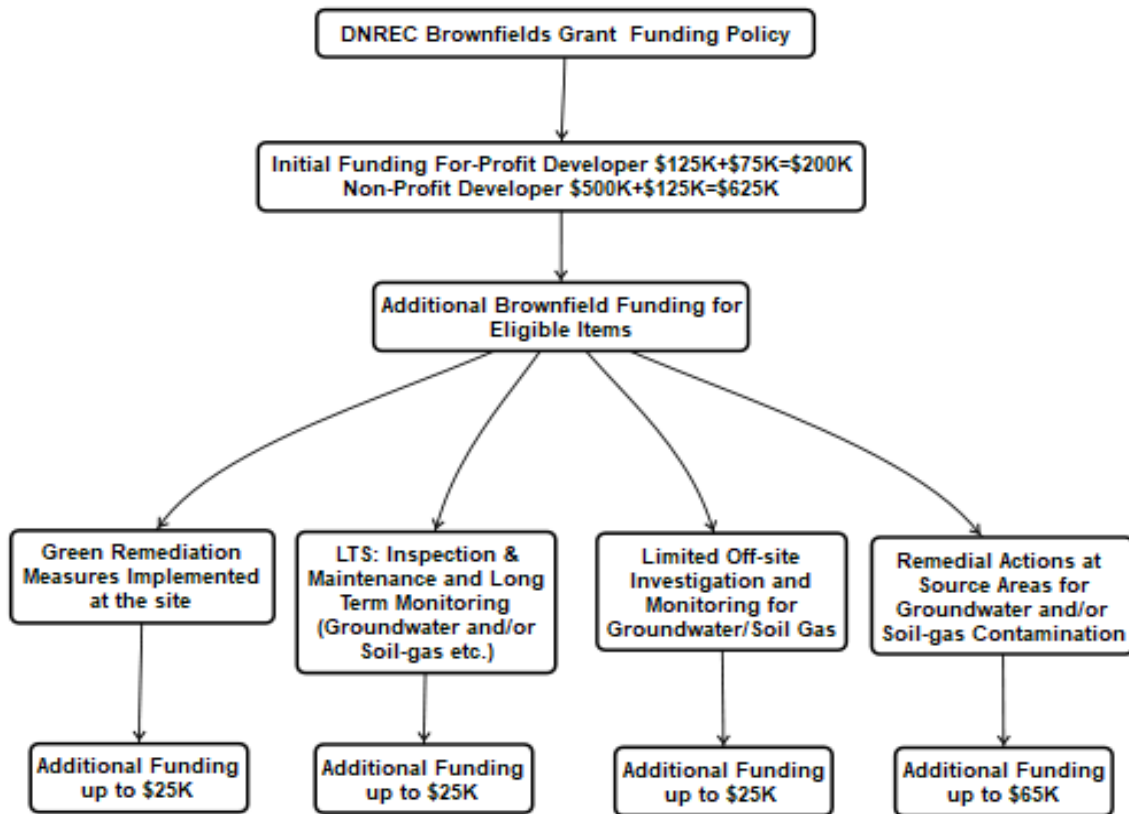 DNREC Brownfields Grant Funding Policy
Initial Funding For-Profit Developer $125K+$75K=$200K
Non-Profit Developer $500K+$125K=$625K
Additional Brownfield Funding for
Eligible Items
Green Remediation
Measures Implemented
at the site
LTS: Inspection &
Maintenance and Long
Term Monitoring
(Groundwater and/or
Soil-gas etc.)
Limited Off-site
Investigation and
Monitoring for
Groundwater/Soil Gas
Remedial Actions at
Source Areas for
Groundwater and/or
Soil-gas Contamination
Additional Funding
up to $25K
Additional Funding
up to $25K
Additional Funding
up to $25K
Additional Funding
up to $65K